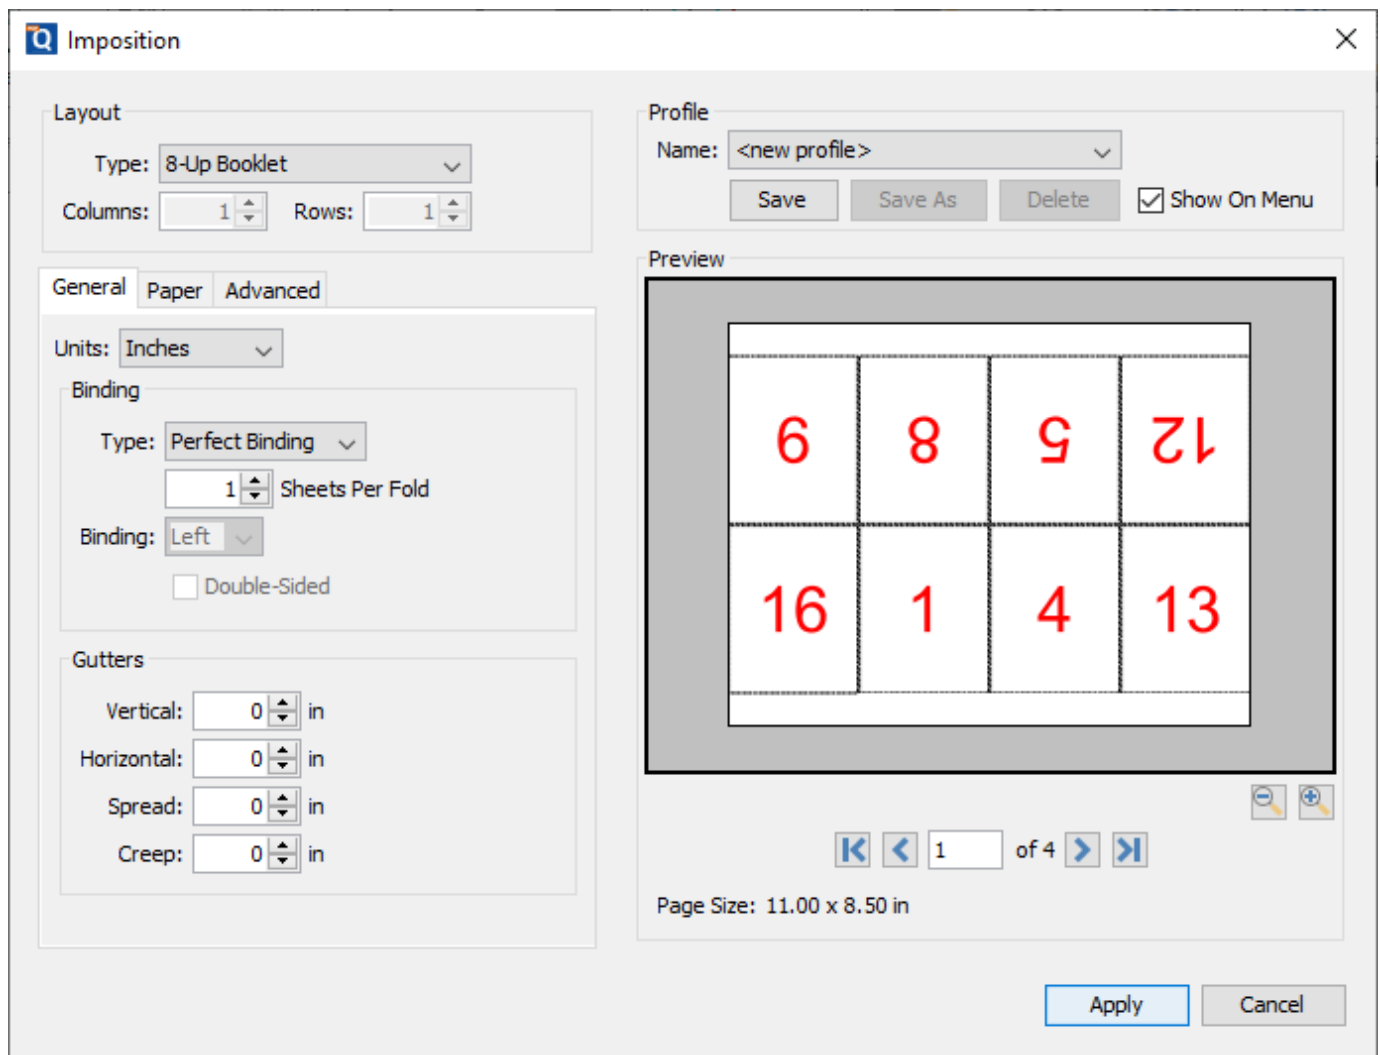 Imposition
Layout
Type: 8-Up Booklet
Columns: 1 Rows: 1
General Paper Advanced
Units: Inches
Binding
Type: Perfect Binding
1 Sheets Per Fold
Binding: Left
Double-Sided
Gutters
Vertical: 0 in
Horizontal: 0 in
Spread: 0 in
Creep: 0 in
Profile
Name: <new profile>
Save Save As Delete Show On Menu
Preview
9 8 5 12
16 1 4 13
1 of 4
Page Size: 11.00 x 8.50 in
Apply Cancel